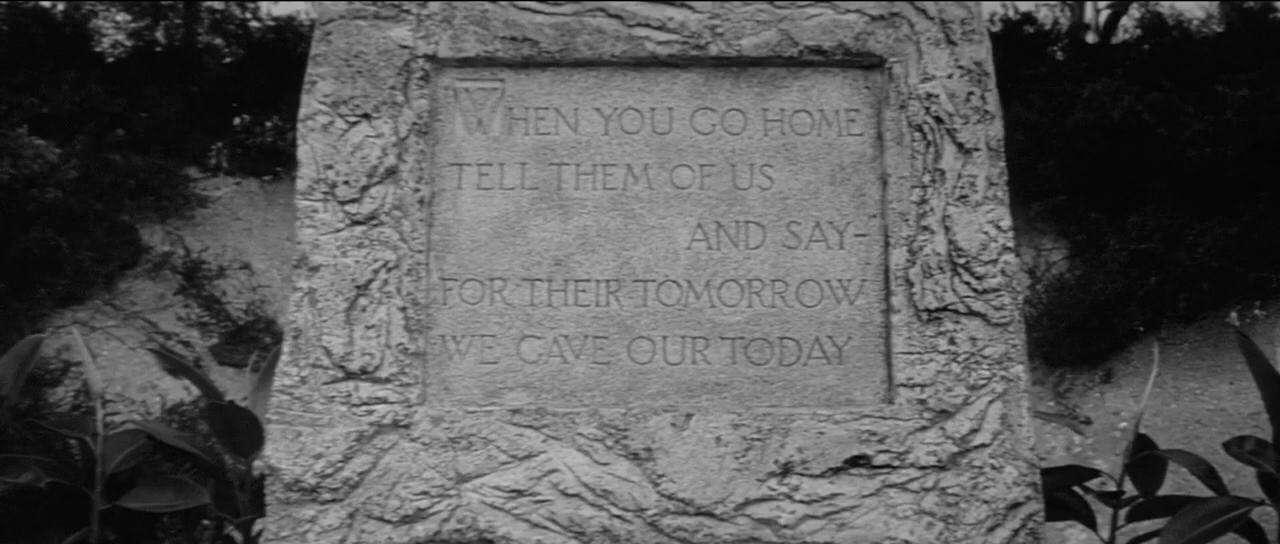 WHEN YOU GO HOME
TELL THEM OF US
AND SAY-
FOR THEIR TOMORROW
WE GAVE OUR TODAY